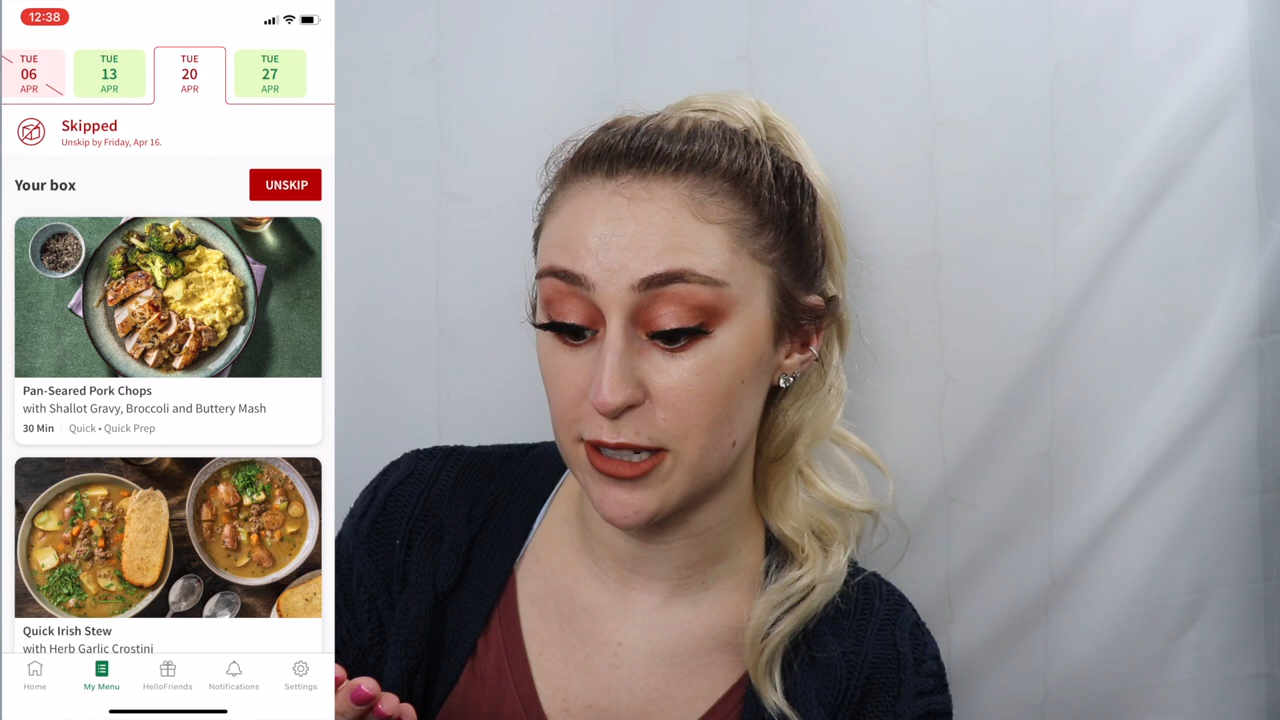 12:38
TUE TUE TUE TUE
06 13 20 27
APR APR APR APR
Skipped
Unskip by Friday, Apr 16.
Your box
UNSKIP
Pan-Seared Pork Chops
with Shallot Gravy, Broccoli and Buttery Mash
30 Min Quick • Quick Prep
Quick Irish Stew
with Herb Garlic Crostini
Home My Menu HelloFriends Notifications Settings